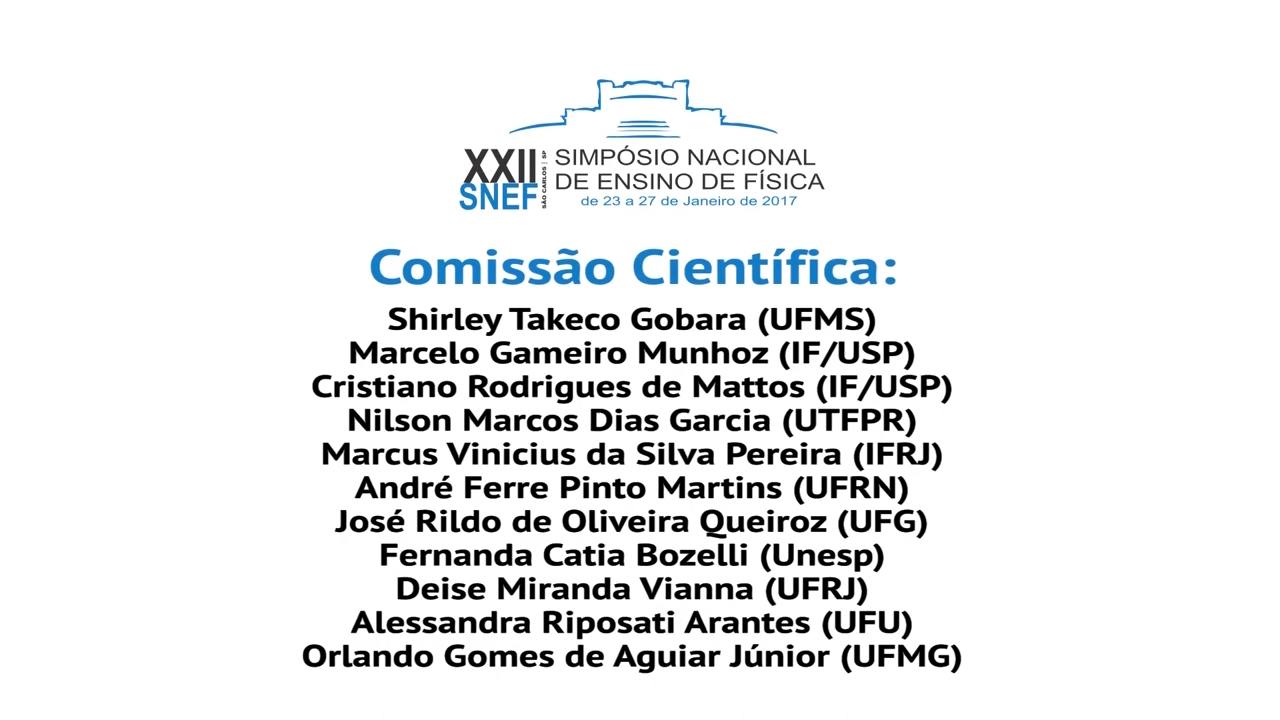 XXII
SNEF
SÃO CARLOS | SP
SIMPÓSIO NACIONAL
DE ENSINO DE FÍSICA
de 23 a 27 de Janeiro de 2017
Comissão Científica:
Shirley Takeco Gobara (UFMS)
Marcelo Gameiro Munhoz (IF/USP)
Cristiano Rodrigues de Mattos (IF/USP)
Nilson Marcos Dias Garcia (UTFPR)
Marcus Vinicius da Silva Pereira (IFRJ)
André Ferre Pinto Martins (UFRN)
José Rildo de Oliveira Queiroz (UFG)
Fernanda Catia Bozelli (Unesp)
Deise Miranda Vianna (UFRJ)
Alessandra Riposati Arantes (UFU)
Orlando Gomes de Aguiar Júnior (UFMG)